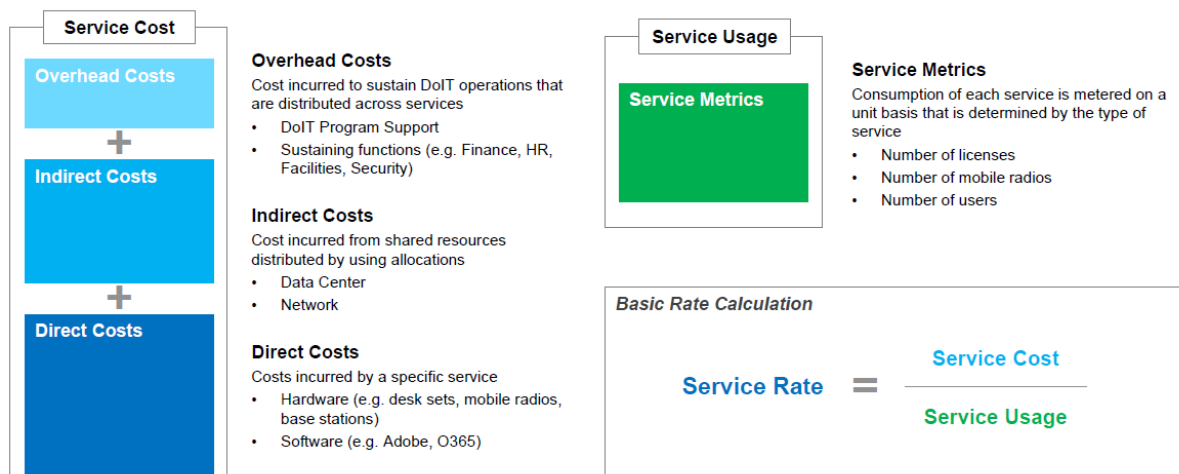 Service Cost
Overhead Costs
+
Indirect Costs
+
Direct Costs
Overhead Costs
Cost incurred to sustain DoIT operations that
are distributed across services
• DoIT Program Support
• Sustaining functions (e.g. Finance, HR,
Facilities, Security)
Indirect Costs
Cost incurred from shared resources
distributed by using allocations
• Data Center
• Network
Direct Costs
Costs incurred by a specific service
• Hardware (e.g. desk sets, mobile radios,
base stations)
• Software (e.g. Adobe, O365)
Service Usage
Service Metrics
Service Metrics
Consumption of each service is metered on a
unit basis that is determined by the type of
service
• Number of licenses
• Number of mobile radios
• Number of users
Basic Rate Calculation
Service Rate =
Service Cost
Service Usage